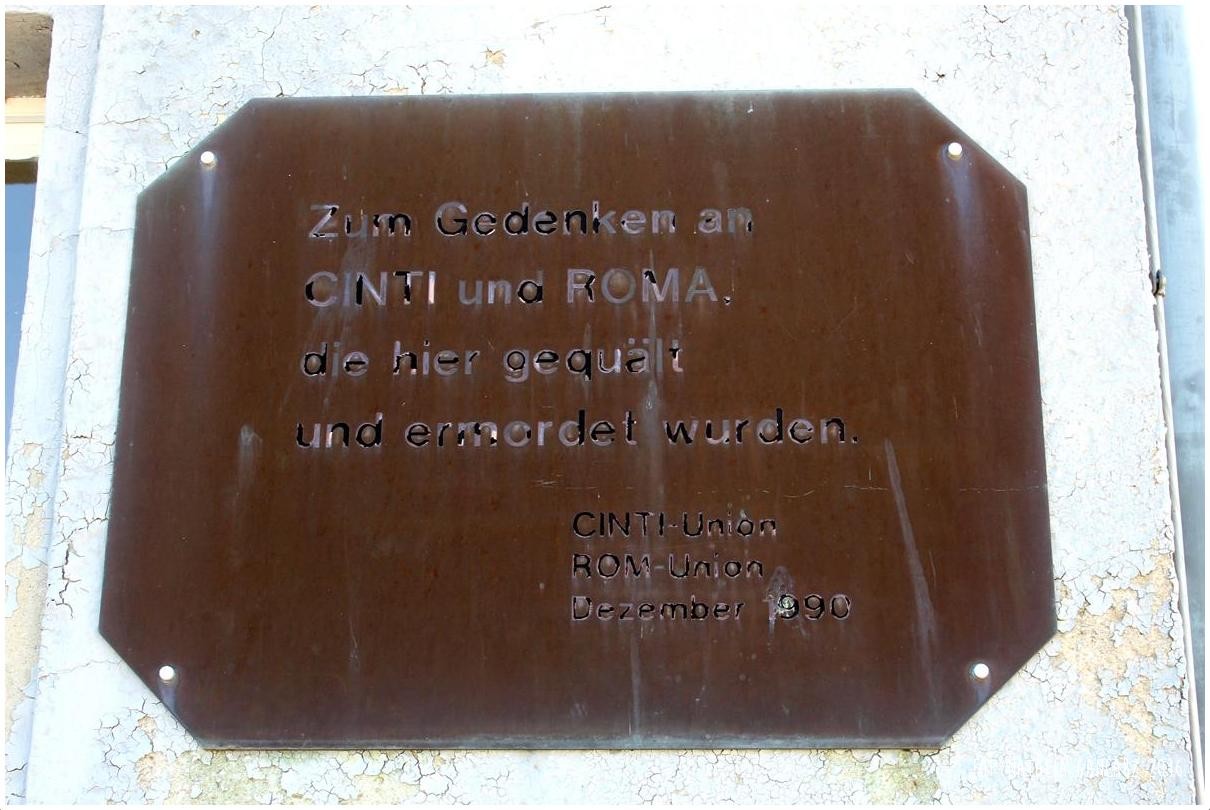 Zum Gedenken an
CINTI und ROMA,
die hier gequält
und ermordet wurden.
CINTI-Union
ROM-Union
Dezember 1990